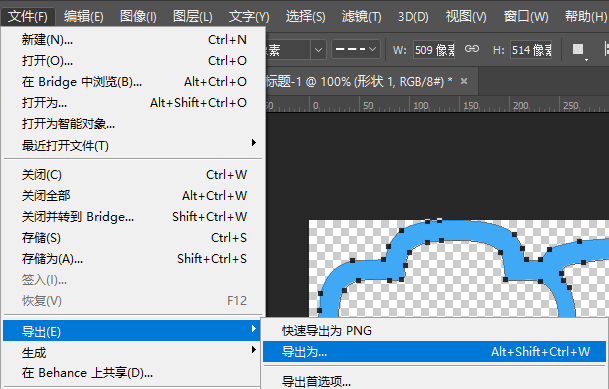 文件(F) 编辑(E) 图像(I) 图层(L) 文字(Y) 选择(S) 滤镜(T) 3D(D) 视图(V) 窗口(W) 帮助(H)
W: 509 像素 H: 514 像素
标题-1 @ 100% (形状 1, RGB/8#) * ×
0 50 100 150 200 250
新建(N)... Ctrl+N
打开(O)... Ctrl+O
在 Bridge 中浏览(B)... Alt+Ctrl+O
打开为... Alt+Shift+Ctrl+O
打开为智能对象...
最近打开文件(T)
关闭(C) Ctrl+W
关闭全部 Alt+Ctrl+W
关闭并转到 Bridge... Shift+Ctrl+W
存储(S) Ctrl+S
存储为(A)... Shift+Ctrl+S
签入(I)...
恢复(V) F12
导出(E)
快速导出为 PNG
生成
导出为... Alt+Shift+Ctrl+W
在 Behance 上共享(D)...
导出首选项...